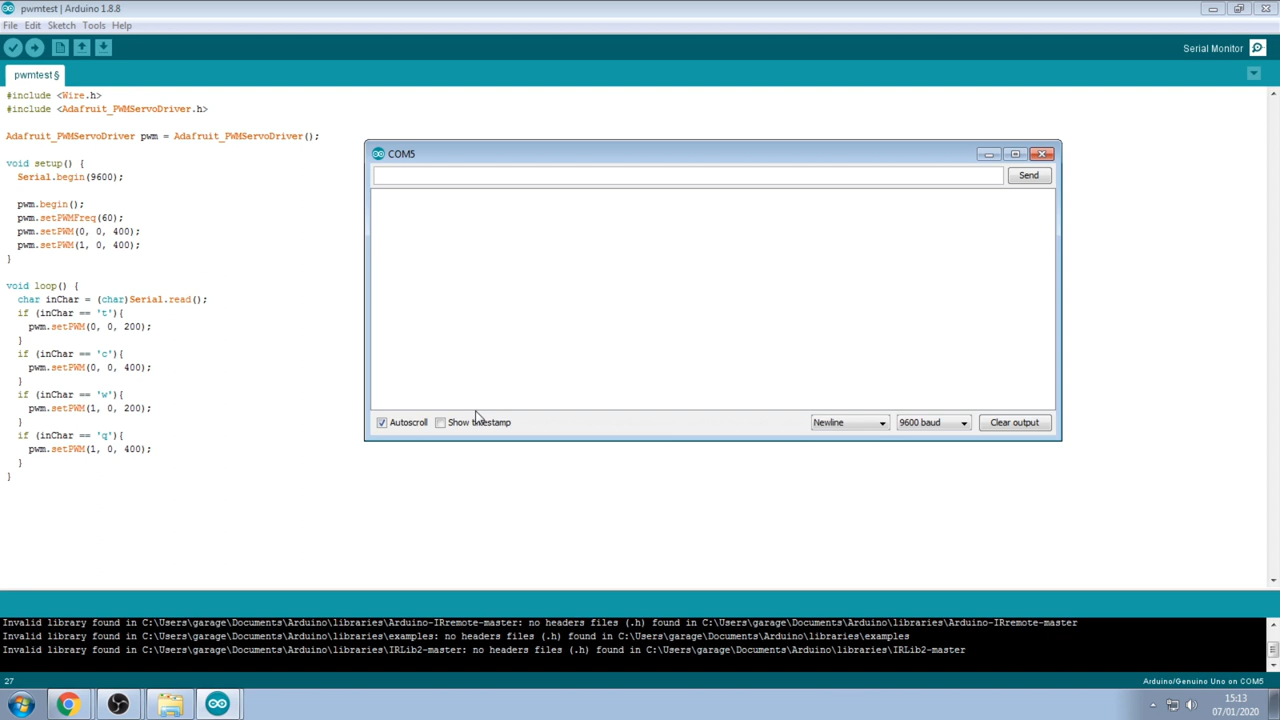 pwmtest | Arduino 1.8.8
File Edit Sketch Tools Help
Serial Monitor
pwmtest §
#include <Wire.h>
#include <Adafruit_PWMServoDriver.h>
Adafruit_PWMServoDriver pwm = Adafruit_PWMServoDriver();
void setup() {
Serial.begin(9600);
pwm.begin();
pwm.setPWMFreq(60);
pwm.setPWM(0, 0, 400);
pwm.setPWM(1, 0, 400);
}
void loop() {
char inChar = (char)Serial.read();
if (inChar == 't'){
pwm.setPWM(0, 0, 200);
}
if (inChar == 'c'){
pwm.setPWM(0, 0, 400);
}
if (inChar == 'w'){
pwm.setPWM(1, 0, 200);
}
if (inChar == 'q'){
pwm.setPWM(1, 0, 400);
}
}
COM5
Send
Autoscroll Show timestamp Newline 9600 baud Clear output
Invalid library found in C:\Users\garage\Documents\Arduino\libraries\Arduino-IRremote-master: no headers files (.h) found in C:\Users\garage\Documents\Arduino\libraries\Arduino-IRremote-master
Invalid library found in C:\Users\garage\Documents\Arduino\libraries\examples: no headers files (.h) found in C:\Users\garage\Documents\Arduino\libraries\examples
Invalid library found in C:\Users\garage\Documents\Arduino\libraries\IRLib2-master: no headers files (.h) found in C:\Users\garage\Documents\Arduino\libraries\IRLib2-master
27 Arduino/Genuino Uno on COM5
15:13
07/01/2020